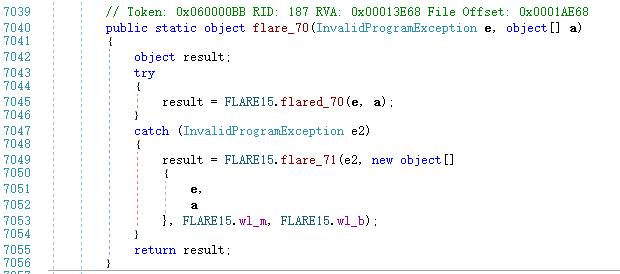 7039 // Token: 0x060000BB RID: 187 RVA: 0x00013E68 File Offset: 0x0001AE68
7040 public static object flare_70(InvalidProgramException e, object[] a)
7041 {
7042 object result;
7043 try
7044 {
7045 result = FLARE15.flared_70(e, a);
7046 }
7047 catch (InvalidProgramException e2)
7048 {
7049 result = FLARE15.flare_71(e2, new object[]
7050 {
7051 e,
7052 a
7053 }, FLARE15.wl_m, FLARE15.wl_b);
7054 }
7055 return result;
7056 }